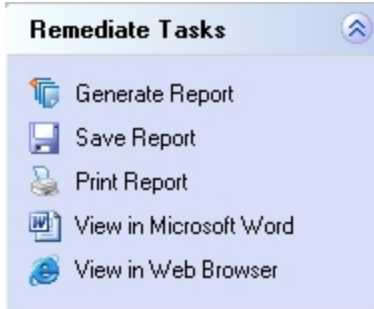 Remediate Tasks
Generate Report
Save Report
Print Report
View in Microsoft Word
View in Web Browser